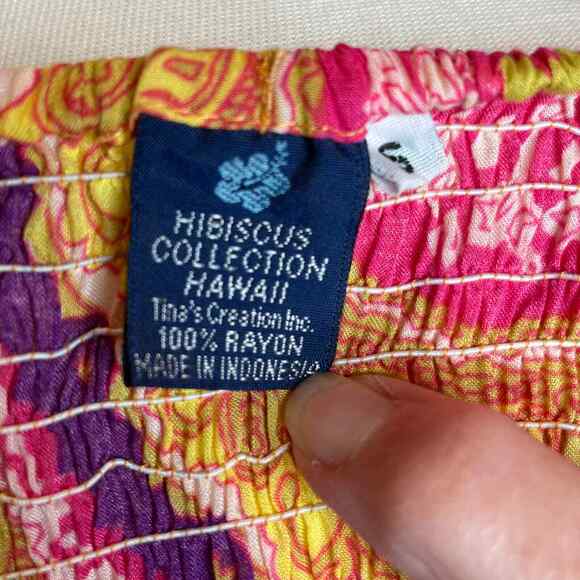 HIBISCUS
COLLECTION
HAWAII
Tina's Creation Inc.
100% RAYON
MADE IN INDONESIA